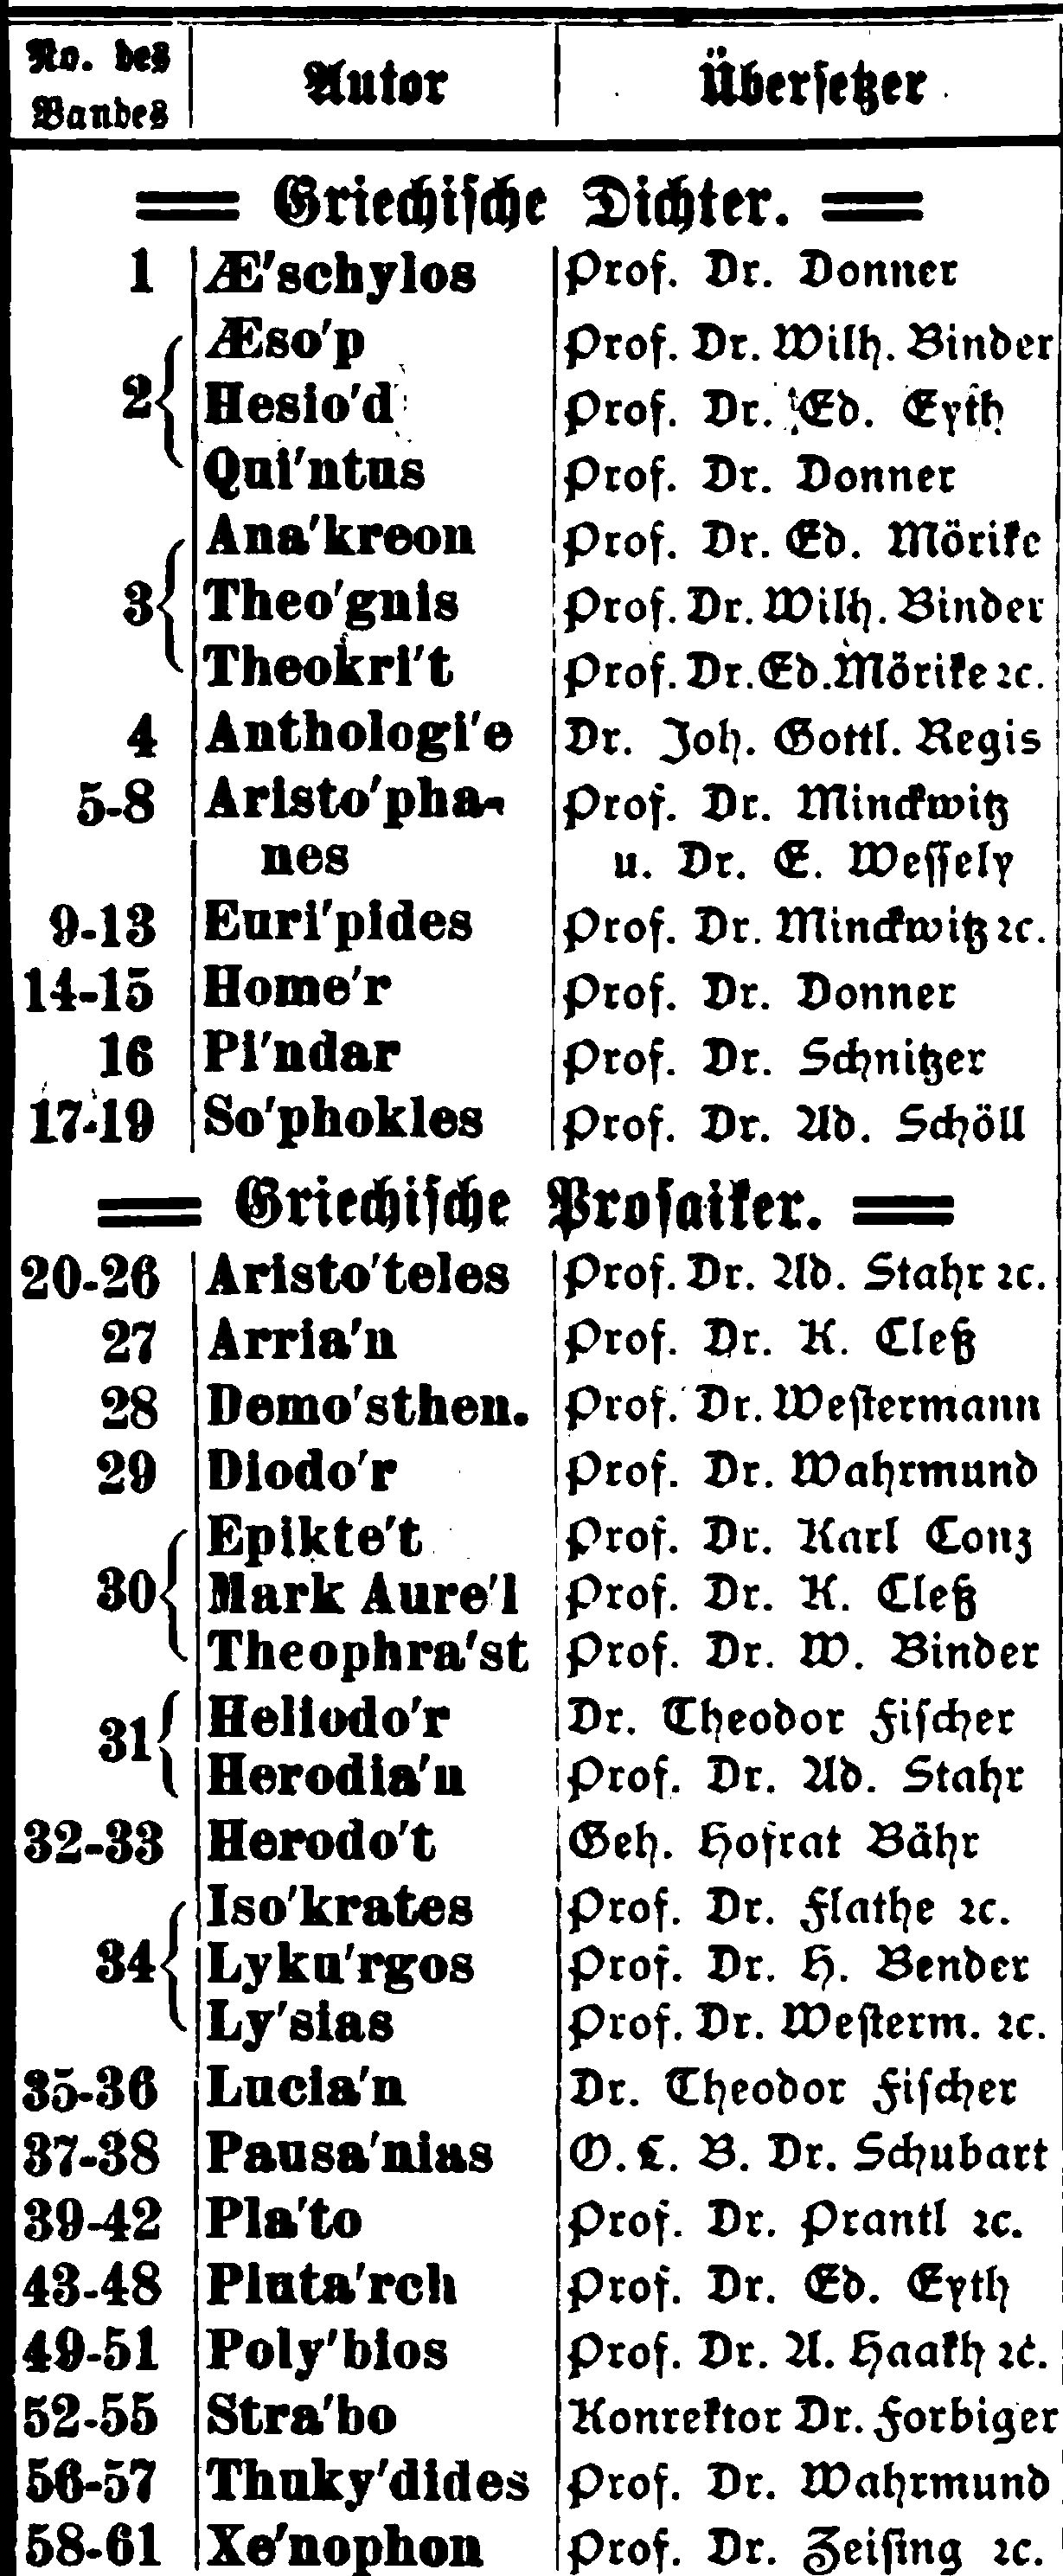 No. des Bandes | Autor | Übersetzer
Griechische Dichter.
1 Æ'schylos Prof. Dr. Donner
Æso'p Prof. Dr. Wilh. Binder
2 Hesio'd Prof. Dr. Ed. Eyth
Qui'ntus Prof. Dr. Donner
Ana'kreon Prof. Dr. Ed. Mörike
3 Theo'gnis Prof. Dr. Wilh. Binder
Theokri't Prof. Dr. Ed. Mörike ꝛc.
4 Anthologi'e Dr. Joh. Gottl. Regis
5-8 Aristo'pha- Prof. Dr. Minckwitz
nes u. Dr. E. Wessely
9-13 Euri'pides Prof. Dr. Minckwitz ꝛc.
14-15 Home'r Prof. Dr. Donner
16 Pi'ndar Prof. Dr. Schnitzer
17-19 So'phokles Prof. Dr. Ad. Schöll
Griechische Prosaiker.
20-26 Aristo'teles Prof. Dr. Ad. Stahr ꝛc.
27 Arria'n Prof. Dr. K. Cleß
28 Demo'sthen. Prof. Dr. Westermann
29 Diodo'r Prof. Dr. Wahrmund
Epikte't Prof. Dr. Karl Conz
30 Mark Aure'l Prof. Dr. K. Cleß
Theophra'st Prof. Dr. W. Binder
31 Heliodo'r Dr. Theodor Fischer
Herodia'n Prof. Dr. Ad. Stahr
32-33 Herodo't Geh. Hofrat Bähr
Iso'krates Prof. Dr. Flathe ꝛc.
34 Lyku'rgos Prof. Dr. H. Bender
Ly'sias Prof. Dr. Westerm. ꝛc.
35-36 Lucia'n Dr. Theodor Fischer
37-38 Pausa'nias O. L. B. Dr. Schubart
39-42 Pla'to Prof. Dr. Prantl ꝛc.
43-48 Pluta'rch Prof. Dr. Ed. Eyth
49-51 Poly'bios Prof. Dr. A. Haakh ꝛc.
52-55 Stra'bo Konrektor Dr. Forbiger
56-57 Thuky'dides Prof. Dr. Wahrmund
58-61 Xe'nophon Prof. Dr. Zeising ꝛc.